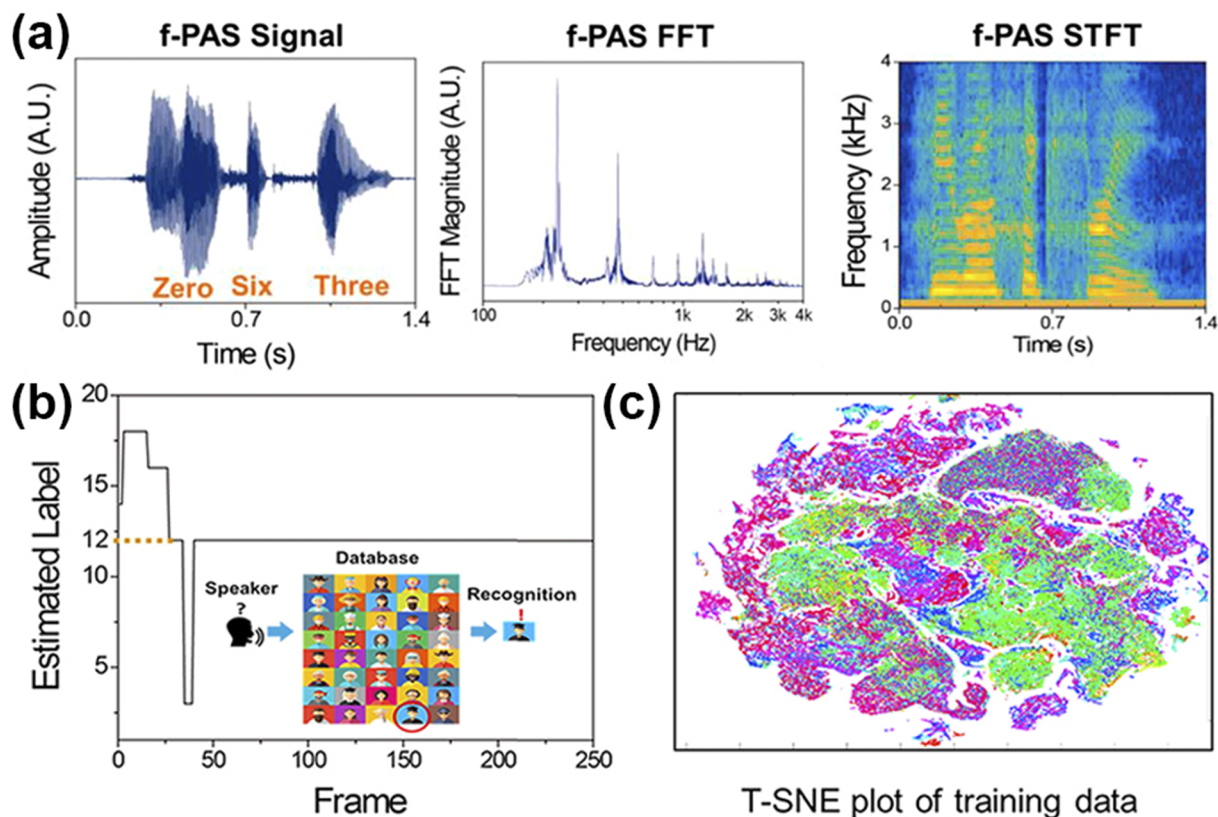 (a)
f-PAS Signal
Amplitude (A.U.)
Zero Six Three
0.0 0.7 1.4
Time (s)
f-PAS FFT
FFT Magnitude (A.U.)
100 1k 2k 3k 4k
Frequency (Hz)
f-PAS STFT
Frequency (kHz)
4
3
2
1
0
0.0 0.7 1.4
Time (s)
(b)
Estimated Label
20
15
12
10
5
Database
Speaker
?
Recognition
!
0 50 100 150 200 250
Frame
(c)
T-SNE plot of training data